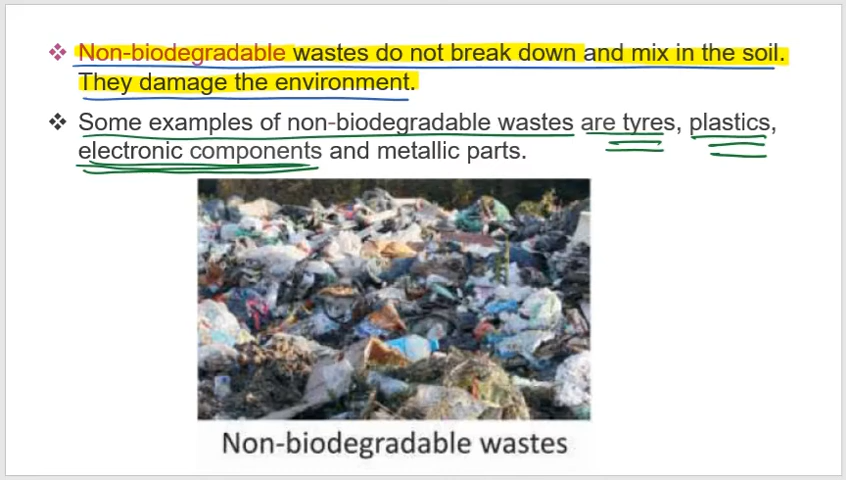 Non-biodegradable wastes do not break down and mix in the soil.
They damage the environment.
Some examples of non-biodegradable wastes are tyres, plastics,
electronic components and metallic parts.
Non-biodegradable wastes